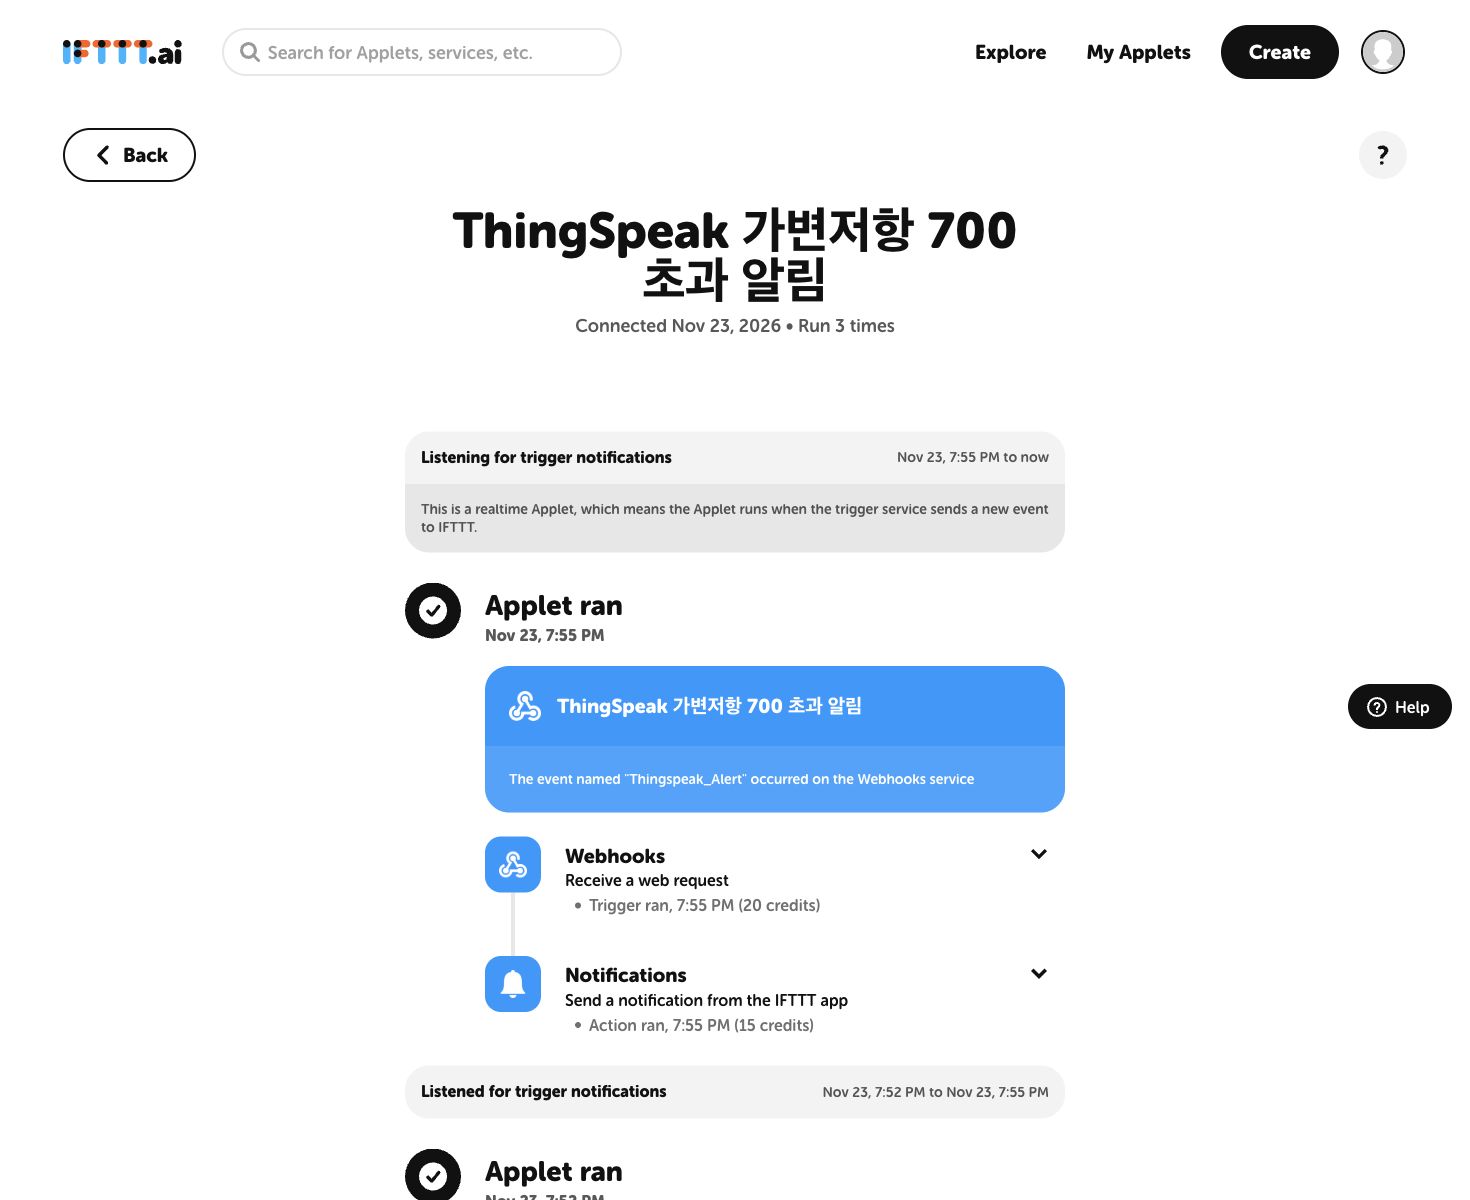 IFTTT.ai
Search for Applets, services, etc.
Explore
My Applets
Create
Back
?
ThingSpeak 가변저항 700
초과 알림
Connected Nov 23, 2026 • Run 3 times
Listening for trigger notifications
Nov 23, 7:55 PM to now
This is a realtime Applet, which means the Applet runs when the trigger service sends a new event
to IFTTT.
Applet ran
Nov 23, 7:55 PM
ThingSpeak 가변저항 700 초과 알림
The event named "Thingspeak_Alert" occurred on the Webhooks service
? Help
Webhooks
Receive a web request
• Trigger ran, 7:55 PM (20 credits)
Notifications
Send a notification from the IFTTT app
• Action ran, 7:55 PM (15 credits)
Listened for trigger notifications
Nov 23, 7:52 PM to Nov 23, 7:55 PM
Applet ran
Nov 23, 7:52 PM